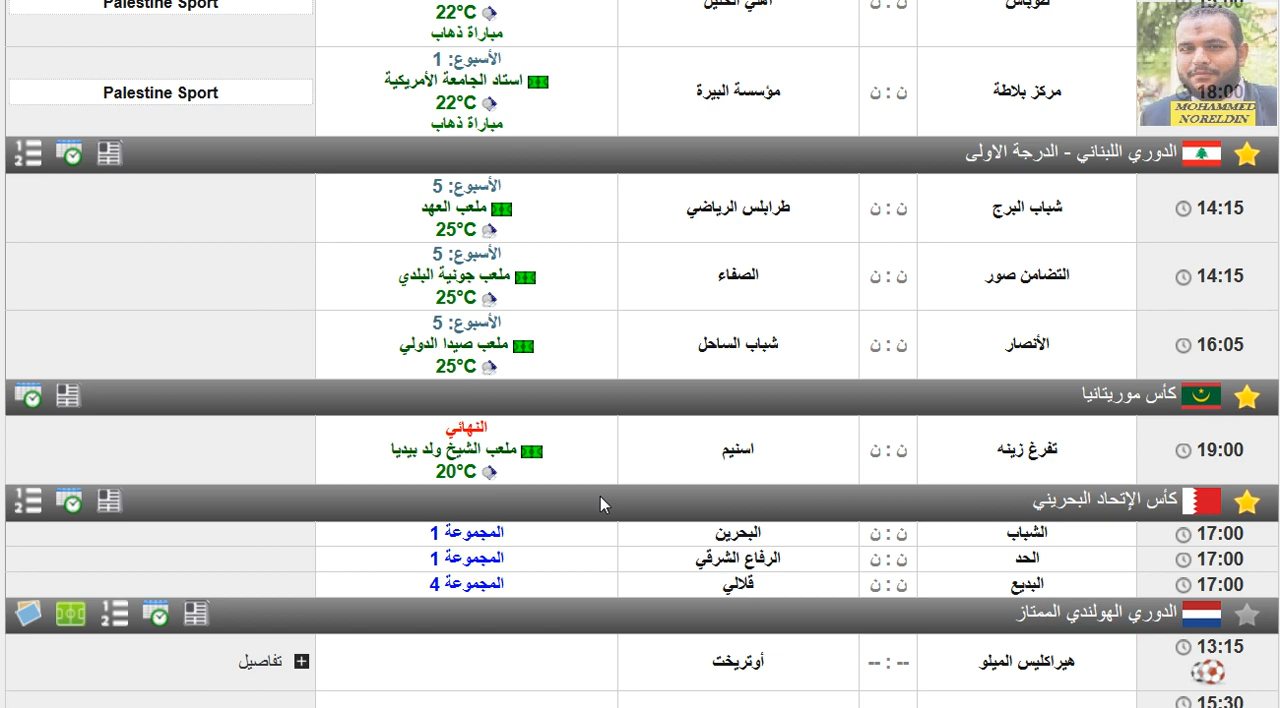 15:00 طوباس ن : ن أهلي الخليل Palestine Sport
22°C
مباراة ذهاب
الأسبوع: 1
18:00 مركز بلاطة ن : ن مؤسسة البيرة استاد الجامعة الأمريكية Palestine Sport
22°C
مباراة ذهاب
MOHAMMED
NORELDIN
الدوري اللبناني - الدرجة الاولى
الأسبوع: 5
14:15 شباب البرج ن : ن طرابلس الرياضي ملعب العهد
25°C
الأسبوع: 5
14:15 التضامن صور ن : ن الصفاء ملعب جونية البلدي
25°C
الأسبوع: 5
16:05 الأنصار ن : ن شباب الساحل ملعب صيدا الدولي
25°C
كأس موريتانيا
النهائي
19:00 تفرغ زينه ن : ن اسنيم ملعب الشيخ ولد بيديا
20°C
كأس الإتحاد البحريني
17:00 الشباب ن : ن البحرين المجموعة 1
17:00 الحد ن : ن الرفاع الشرقي المجموعة 1
17:00 البديع ن : ن قلالي المجموعة 4
الدوري الهولندي الممتاز
13:15 هيراكليس الميلو -- : -- أوتريخت تفاصيل
15:30